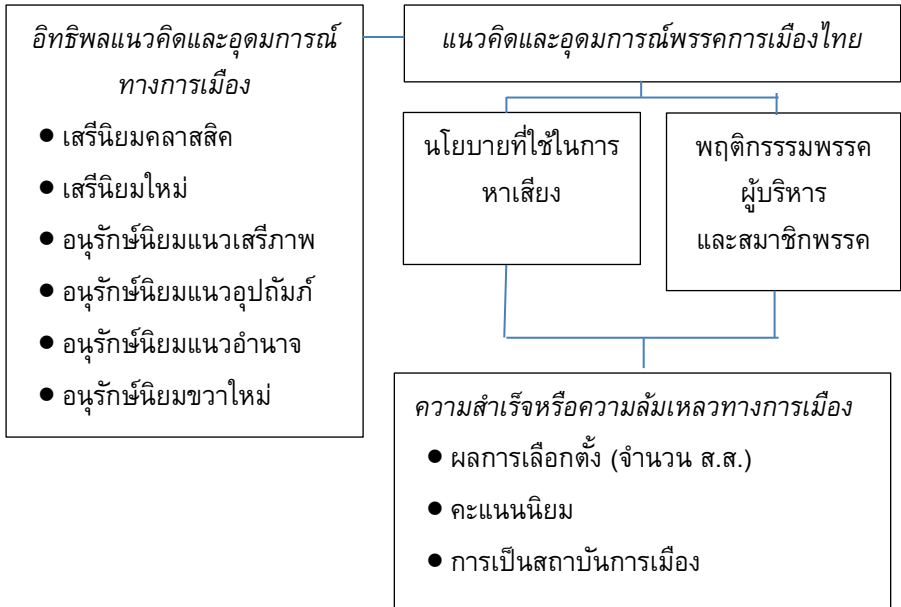 อิทธิพลแนวคิดและอุดมการณ์
ทางการเมือง
● เสรีนิยมคลาสสิค
● เสรีนิยมใหม่
● อนุรักษ์นิยมแนวเสรีภาพ
● อนุรักษ์นิยมแนวอุปถัมภ์
● อนุรักษ์นิยมแนวอำนาจ
● อนุรักษ์นิยมขวาใหม่
แนวคิดและอุดมการณ์พรรคการเมืองไทย
นโยบายที่ใช้ในการ
หาเสียง
พฤติกรรรมพรรค
ผู้บริหาร
และสมาชิกพรรค
ความสำเร็จหรือความล้มเหลวทางการเมือง
● ผลการเลือกตั้ง (จำนวน ส.ส.)
● คะแนนนิยม
● การเป็นสถาบันการเมือง